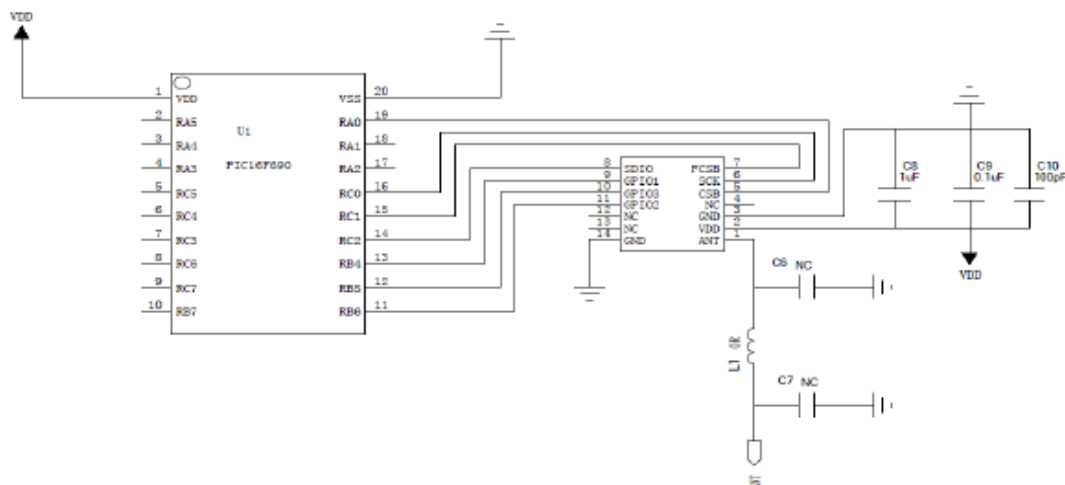 VDD
1 VDD VSS 20
2 RA5 RA0 19
3 RA4 U1 RA1 18
4 RA3 PIC16F690 RA2 17
5 RC5 RC0 16
6 RC4 RC1 15
7 RC3 RC2 14
8 RC6 RB4 13
9 RC7 RB5 12
10 RB7 RB6 11
8 SDIO FCSB 7
9 GPIO1 SCK 6
10 GPIO3 CSB 5
11 GPIO2 NC 4
12 NC GND 3
13 NC VDD 2
14 GND ANT 1
C8
1uF
C9
0.1uF
C10
100pF
VDD
C6 NC
L1 0R
C7 NC